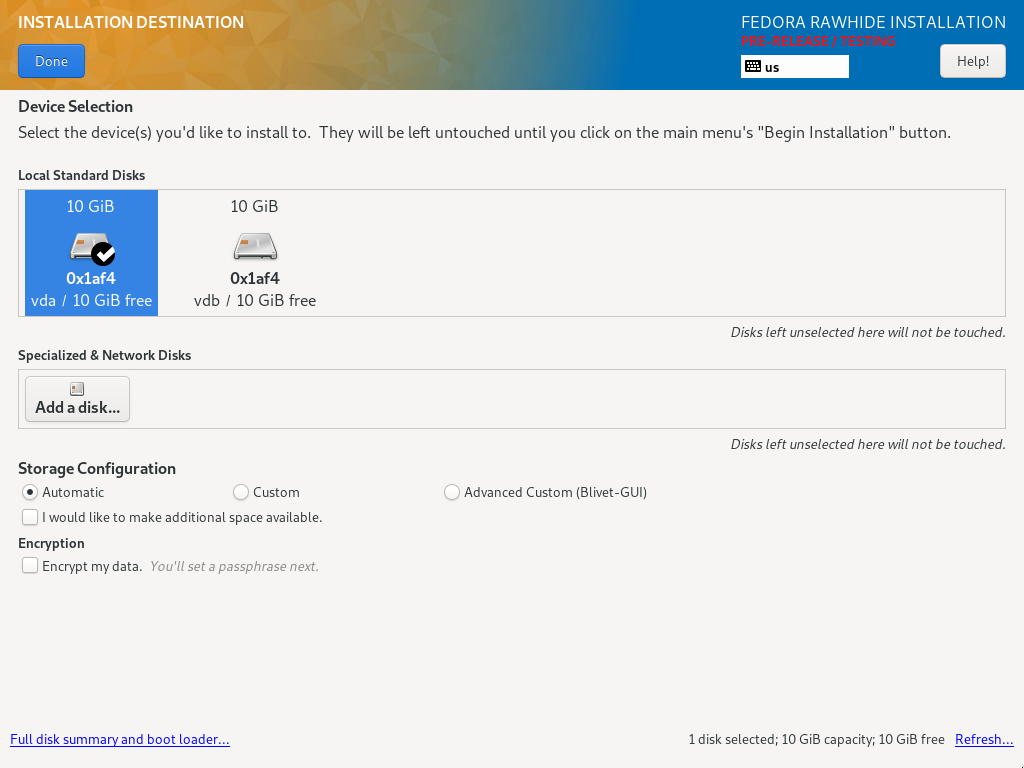 INSTALLATION DESTINATION
FEDORA RAWHIDE INSTALLATION
PRE-RELEASE / TESTING
Done
us
Help!
Device Selection
Select the device(s) you'd like to install to.  They will be left untouched until you click on the main menu's "Begin Installation" button.
Local Standard Disks
10 GiB
0x1af4
vda / 10 GiB free
10 GiB
0x1af4
vdb / 10 GiB free
Disks left unselected here will not be touched.
Specialized & Network Disks
Add a disk...
Disks left unselected here will not be touched.
Storage Configuration
Automatic
Custom
Advanced Custom (Blivet-GUI)
I would like to make additional space available.
Encryption
Encrypt my data. You'll set a passphrase next.
Full disk summary and boot loader...
1 disk selected; 10 GiB capacity; 10 GiB free
Refresh...